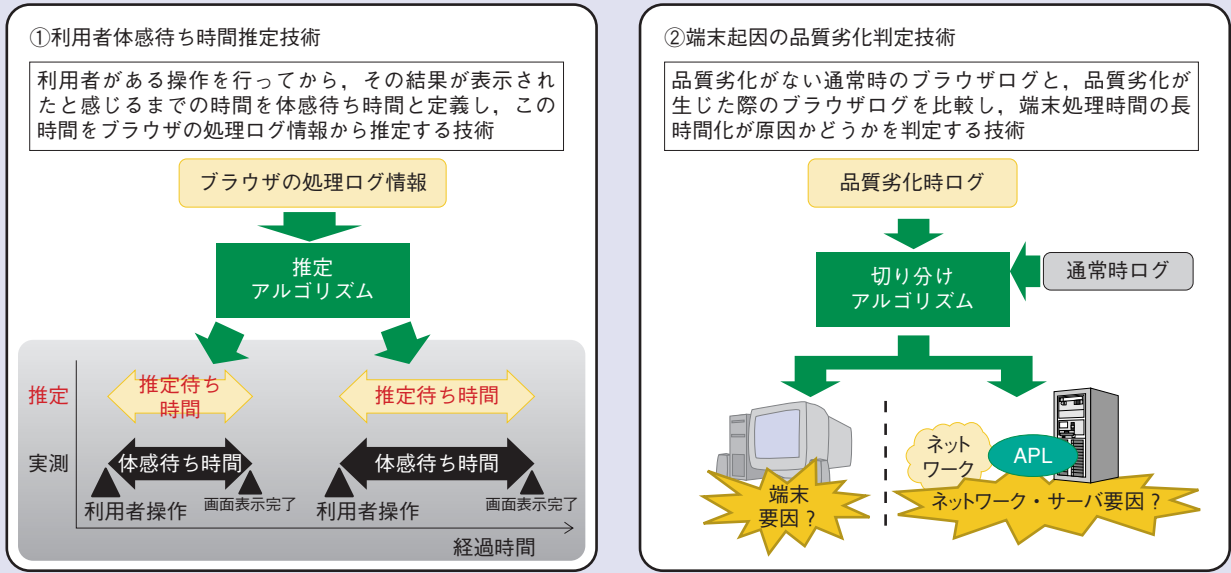 ①利用者体感待ち時間推定技術
利用者がある操作を行ってから，その結果が表示され
たと感じるまでの時間を体感待ち時間と定義し，この
時間をブラウザの処理ログ情報から推定する技術
ブラウザの処理ログ情報
推定
アルゴリズム
推定
推定待ち
時間
推定待ち時間
実測
体感待ち時間
体感待ち時間
利用者操作
画面表示完了
利用者操作
画面表示完了
経過時間
②端末起因の品質劣化判定技術
品質劣化がない通常時のブラウザログと，品質劣化が
生じた際のブラウザログを比較し，端末処理時間の長
時間化が原因かどうかを判定する技術
品質劣化時ログ
切り分け
アルゴリズム
通常時ログ
ネット
ワーク
APL
端末
要因？
ネットワーク・サーバ要因？